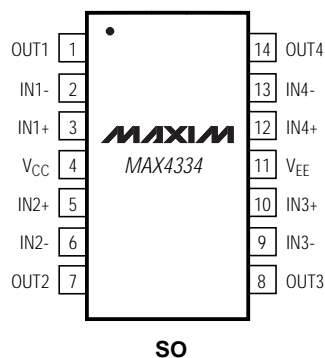 OUT1 1 14 OUT4
IN1- 2 13 IN4-
IN1+ 3 MAXIM 12 IN4+
VCC 4 MAX4334 11 VEE
IN2+ 5 10 IN3+
IN2- 6 9 IN3-
OUT2 7 8 OUT3
SO